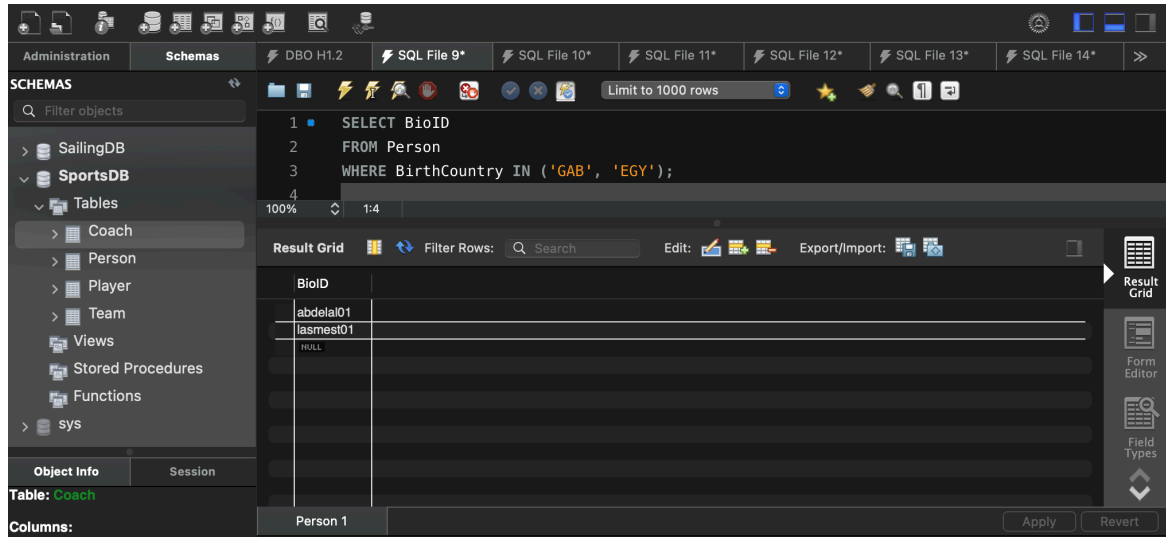 Administration
Schemas
DBO H1.2
SQL File 9*
SQL File 10*
SQL File 11*
SQL File 12*
SQL File 13*
SQL File 14*
SCHEMAS
Filter objects
SailingDB
SportsDB
Tables
Coach
Person
Player
Team
Views
Stored Procedures
Functions
sys
Object Info
Session
Table: Coach
Columns:
Limit to 1000 rows
1 SELECT BioID
2 FROM Person
3 WHERE BirthCountry IN ('GAB', 'EGY');
4
100% 1:4
Result Grid
Filter Rows:
Search
Edit:
Export/Import:
BioID
abdelal01
lasmest01
NULL
Result
Grid
Form
Editor
Field
Types
Person 1
Apply
Revert